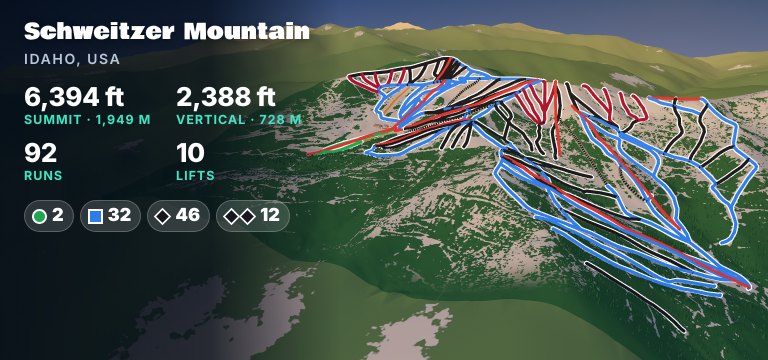 Schweitzer Mountain
IDAHO, USA
6,394 ft
SUMMIT · 1,949 M
2,388 ft
VERTICAL · 728 M
92
RUNS
10
LIFTS
2
32
46
12